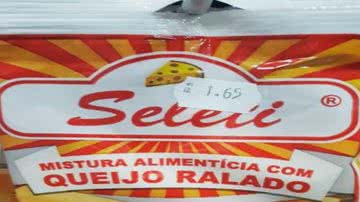 R$ 1.65
Seleti ®
MISTURA ALIMENTÍCIA COM
QUEIJO RALADO